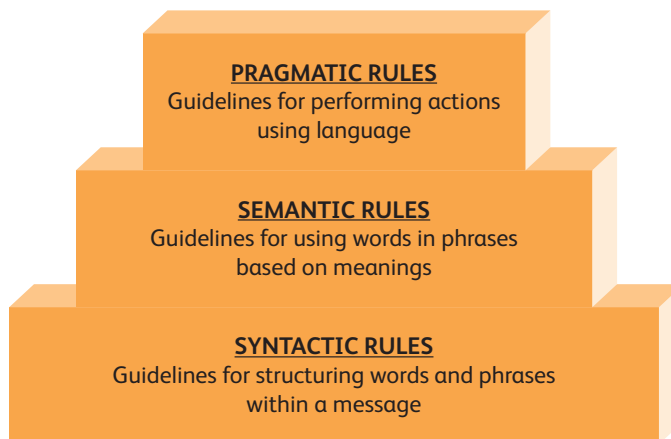 PRAGMATIC RULES
Guidelines for performing actions
using language
SEMANTIC RULES
Guidelines for using words in phrases
based on meanings
SYNTACTIC RULES
Guidelines for structuring words and phrases
within a message